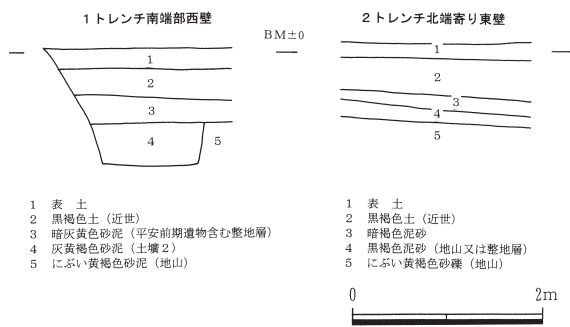 1トレンチ南端部西壁
BM±0
2トレンチ北端寄り東壁
1
2
3
4
5
1
2
3
4
5
1 表 土
2 黒褐色土（近世）
3 暗灰黄色砂泥（平安前期遺物含む整地層）
4 灰黄褐色砂泥（土壙2）
5 にぶい黄褐色砂泥（地山）
1 表 土
2 黒褐色土（近世）
3 暗褐色泥砂
4 黒褐色泥砂（地山又は整地層）
5 にぶい黄褐色砂礫（地山）
0 2m